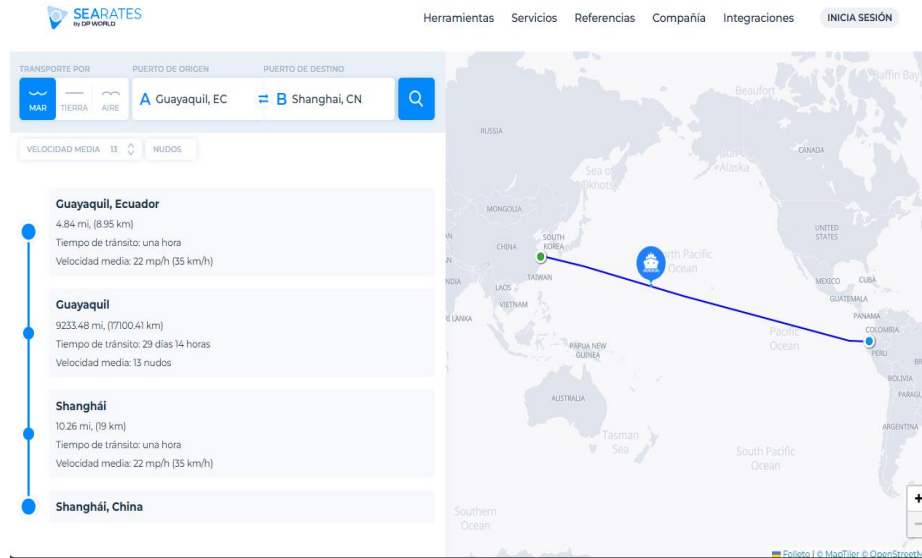 SEARATES
by DP WORLD
Herramientas Servicios Referencias Compañía Integraciones INICIA SESIÓN
TRANSPORTE POR PUERTO DE ORIGEN PUERTO DE DESTINO
MAR TIERRA AIRE A Guayaquil, EC B Shanghai, CN
VELOCIDAD MEDIA 13 NUDOS
Guayaquil, Ecuador
4.84 mi, (8.95 km)
Tiempo de tránsito: una hora
Velocidad media: 22 mp/h (35 km/h)
Guayaquil
9233.48 mi, (17100.41 km)
Tiempo de tránsito: 29 días 14 horas
Velocidad media: 13 nudos
Shanghái
10.26 mi, (19 km)
Tiempo de tránsito: una hora
Velocidad media: 22 mp/h (35 km/h)
Shanghái, China
Baffin Bay
Beaufort
RUSSIA
CANADA
Alaska
Sea of
Okhots
MONGOLIA
UNITED
STATES
SOUTH
KOREA
CHINA
North Pacific
Ocean
TAIWAN
MEXICO CUBA
LAOS
GUATEMALA
VIETNAM
PANAMA
COLOMBIA
LANKA
Pacific
Ocean
PAPUA NEW
GUINEA
PERU
BOLIVIA
AUSTRALIA
PARAGU
ARGENTINA
Tasman
Sea
South Pacific
Ocean
Southern
Ocean
+
−
Folleto | © MapTiler © OpenStreetM